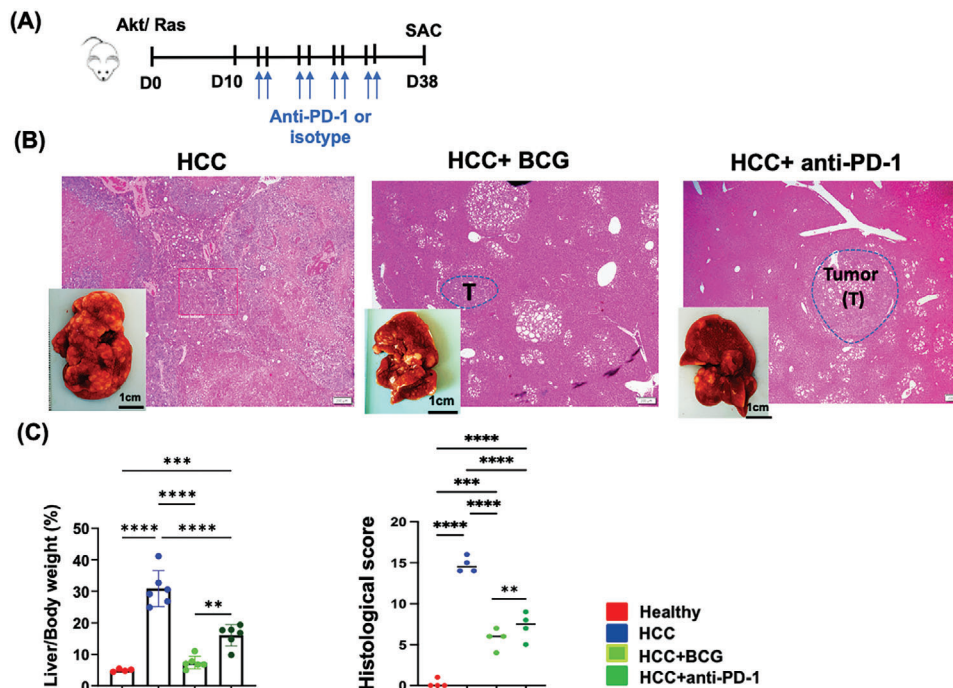 (A)
Akt/ Ras
SAC
D0
D10
D38
Anti-PD-1 or
isotype
(B)
HCC
HCC+ BCG
HCC+ anti-PD-1
T
Tumor
(T)
1cm
1cm
1cm
(C)
Liver/Body weight (%)
50
40
30
20
10
0
***
****
****
****
**
Histological score
20
15
10
5
0
****
****
***
****
****
**
Healthy
HCC
HCC+BCG
HCC+anti-PD-1